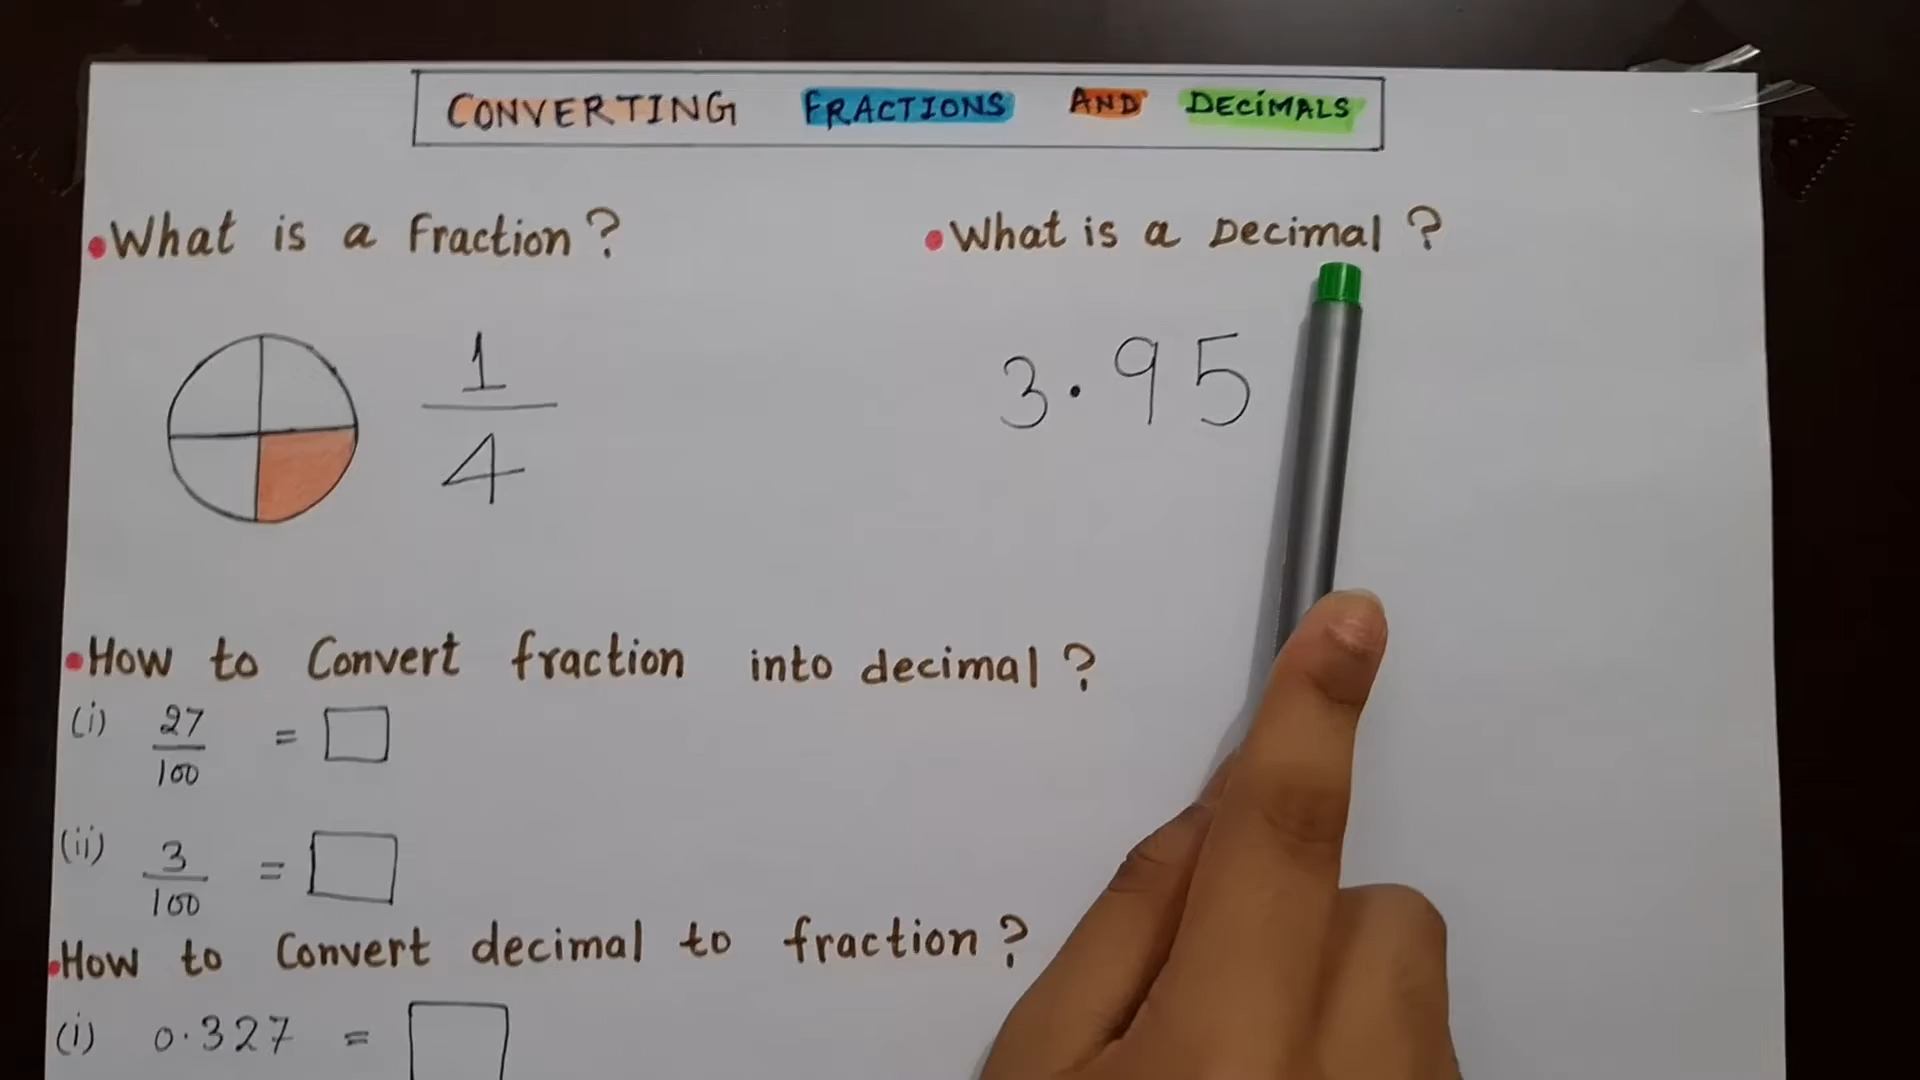 CONVERTING FRACTIONS AND DECIMALS
•What is a fraction?
•What is a Decimal?
1
4
3.95
•How to Convert fraction into decimal?
(i) 27/100 =
(ii) 3/100 =
•How to Convert decimal to fraction?
(i) 0.327 =